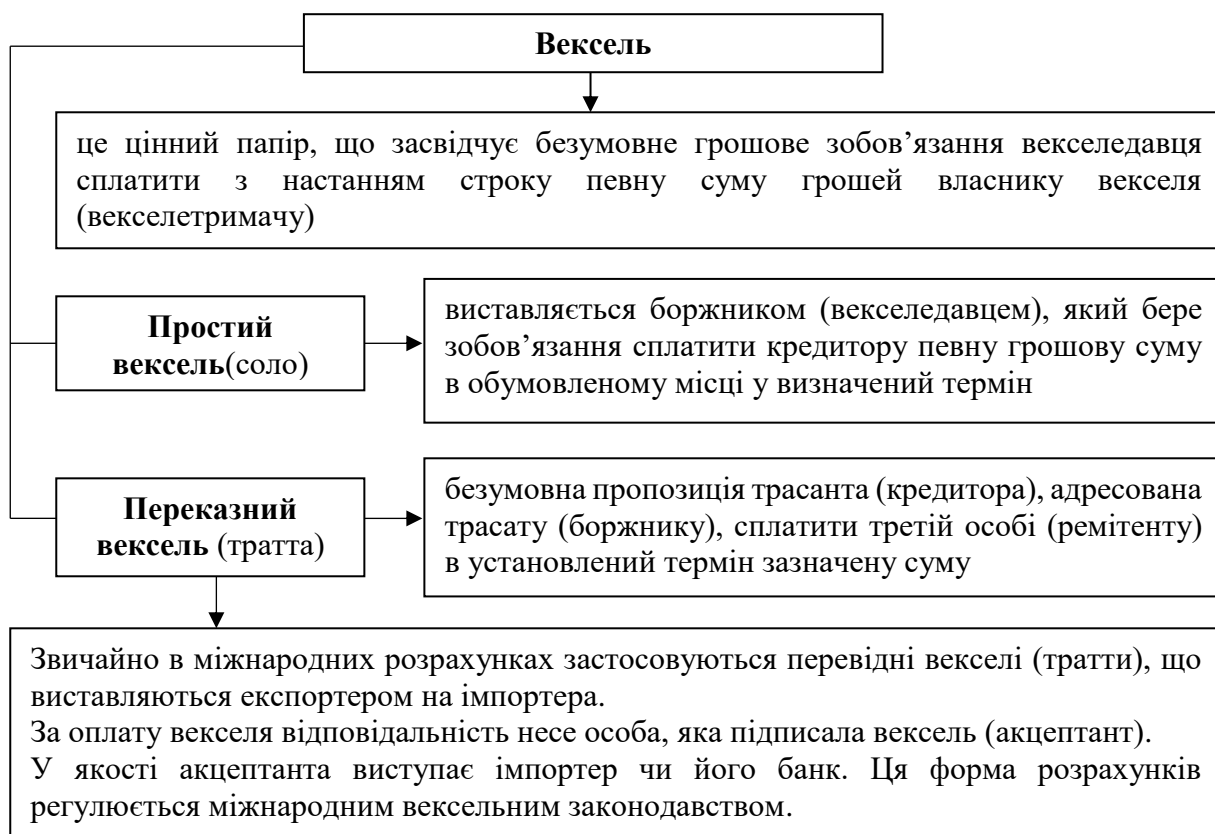 Вексель
це цінний папір, що засвідчує безумовне грошове зобов’язання векселедавця
сплатити з настанням строку певну суму грошей власнику векселя
(векселетримачу)
Простий
вексель(соло)
виставляється боржником (векселедавцем), який бере
зобов’язання сплатити кредитору певну грошову суму
в обумовленому місці у визначений термін
Переказний
вексель (тратта)
безумовна пропозиція трасанта (кредитора), адресована
трасату (боржнику), сплатити третій особі (ремітенту)
в установлений термін зазначену суму
Звичайно в міжнародних розрахунках застосовуються перевідні векселі (тратти), що
виставляються експортером на імпортера.
За оплату векселя відповідальність несе особа, яка підписала вексель (акцептант).
У якості акцептанта виступає імпортер чи його банк. Ця форма розрахунків
регулюється міжнародним вексельним законодавством.